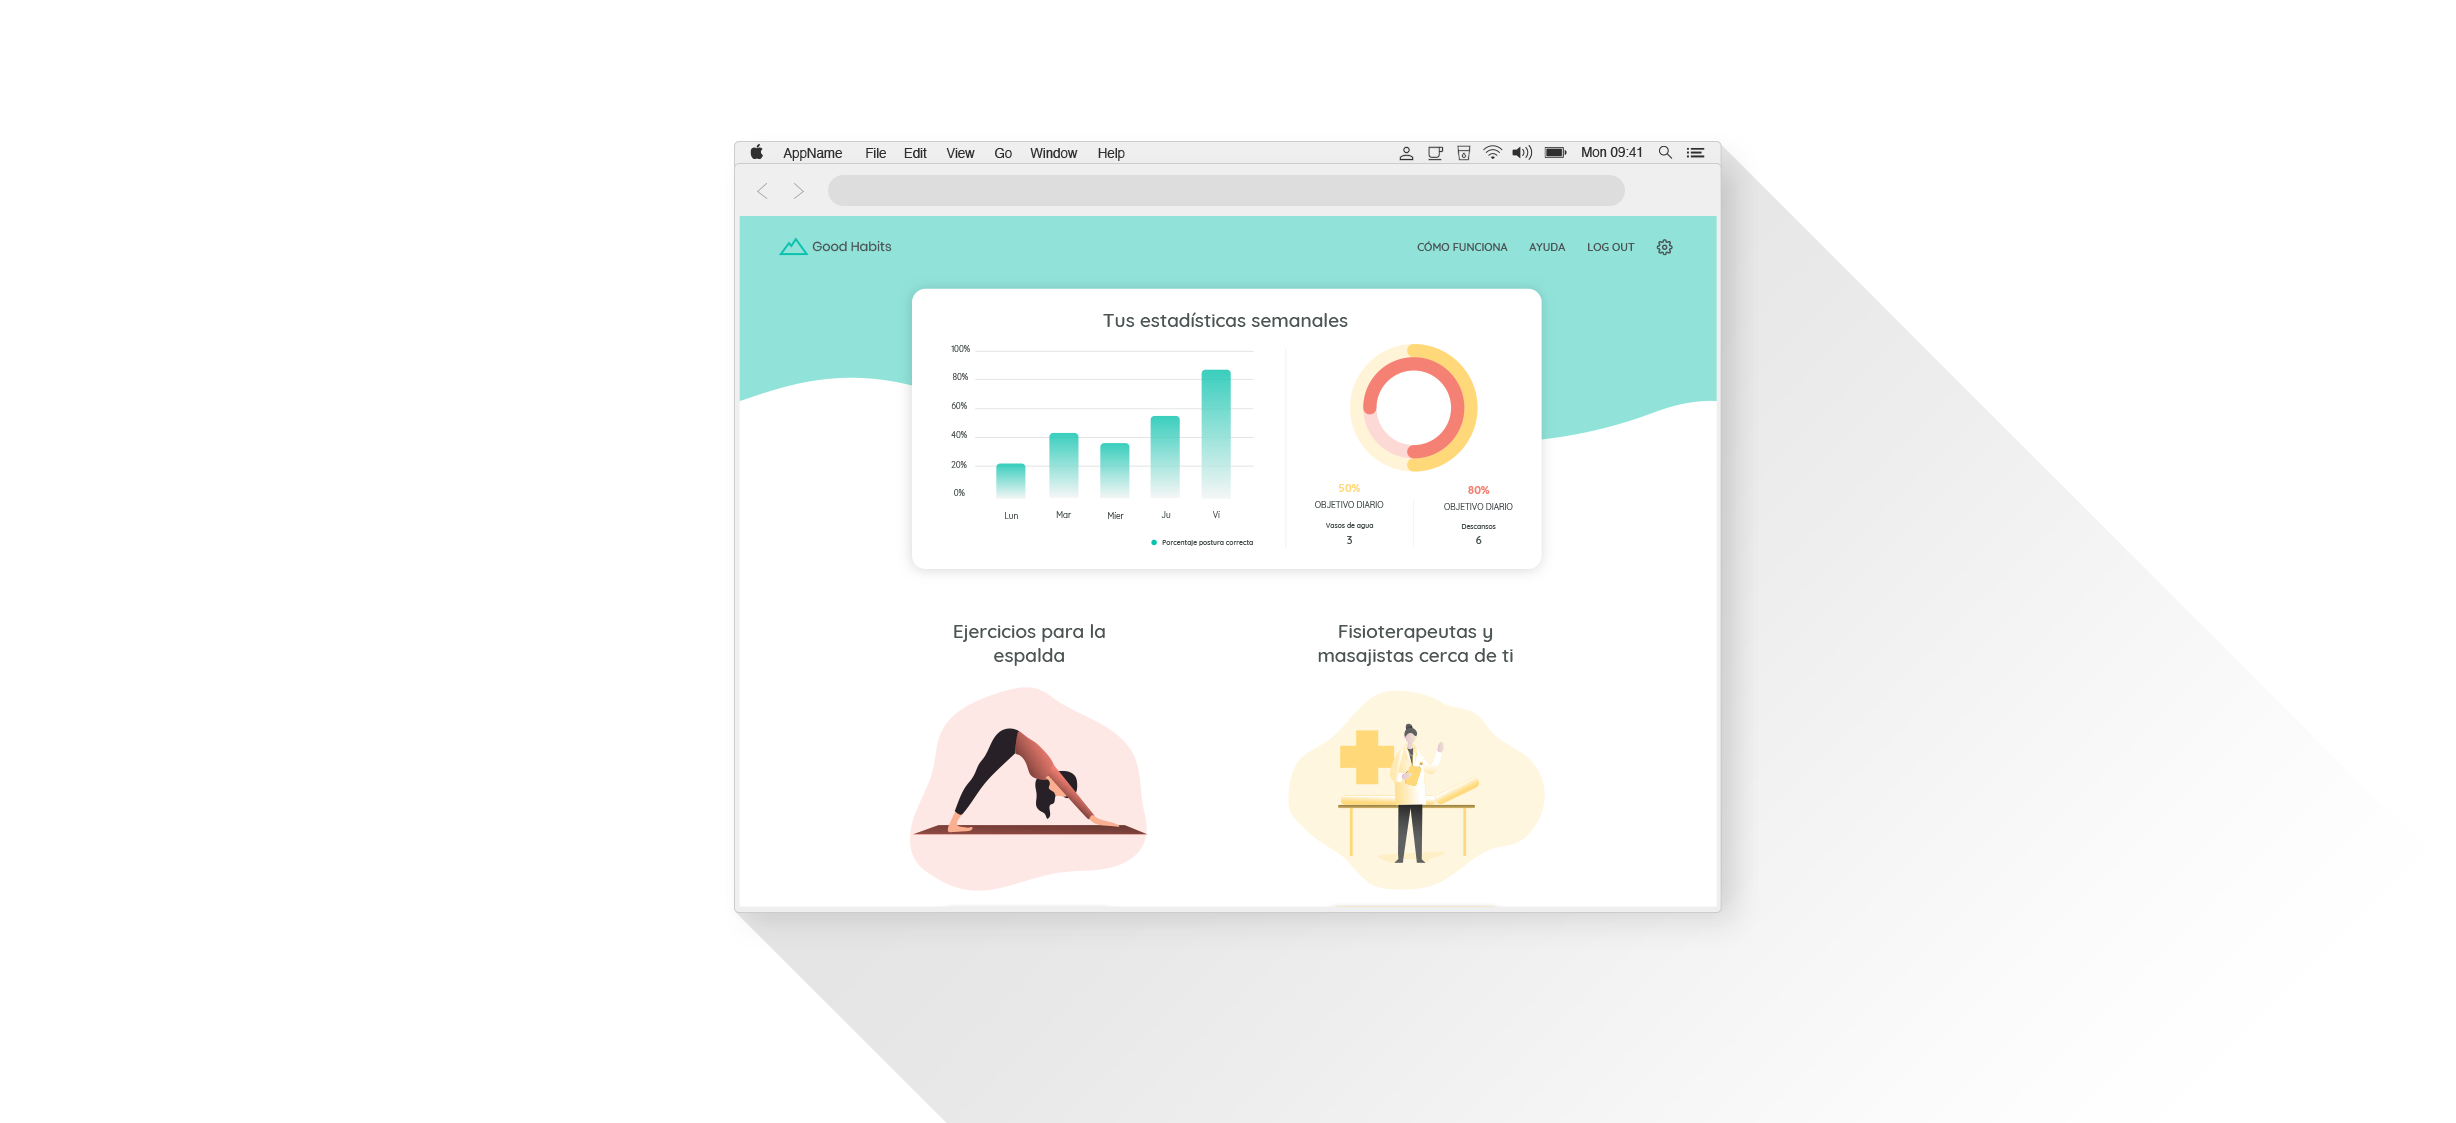 AppName File Edit View Go Window Help Mon 09:41
Good Habits CÓMO FUNCIONA AYUDA LOG OUT
Tus estadísticas semanales
100%
80%
60%
40%
20%
0%
Lun Mar Mier Ju Vi
Porcentaje postura correcta
50%
OBJETIVO DIARIO
Vasos de agua
3
80%
OBJETIVO DIARIO
Descansos
6
Ejercicios para la
espalda
Fisioterapeutas y
masajistas cerca de ti